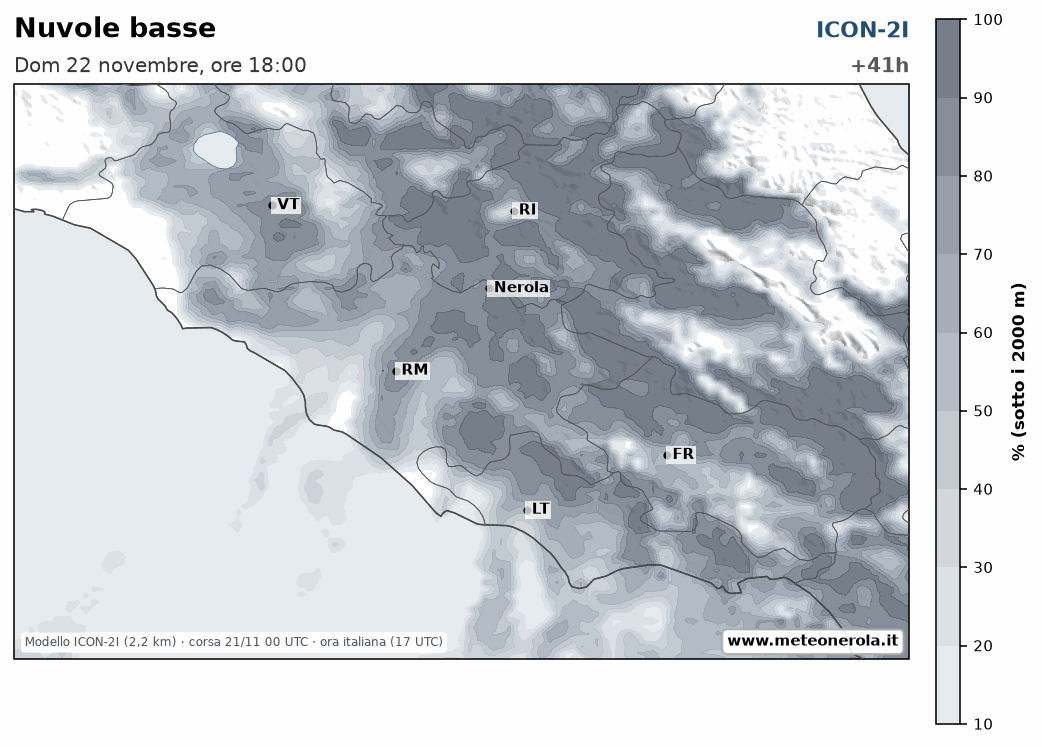 Nuvole basse
ICON-2I
Dom 22 novembre, ore 18:00
+41h
VT
RI
Nerola
RM
FR
LT
Modello ICON-2I (2,2 km) · corsa 21/11 00 UTC · ora italiana (17 UTC)
www.meteonerola.it
100
90
80
70
60
50
40
30
20
10
% (sotto i 2000 m)